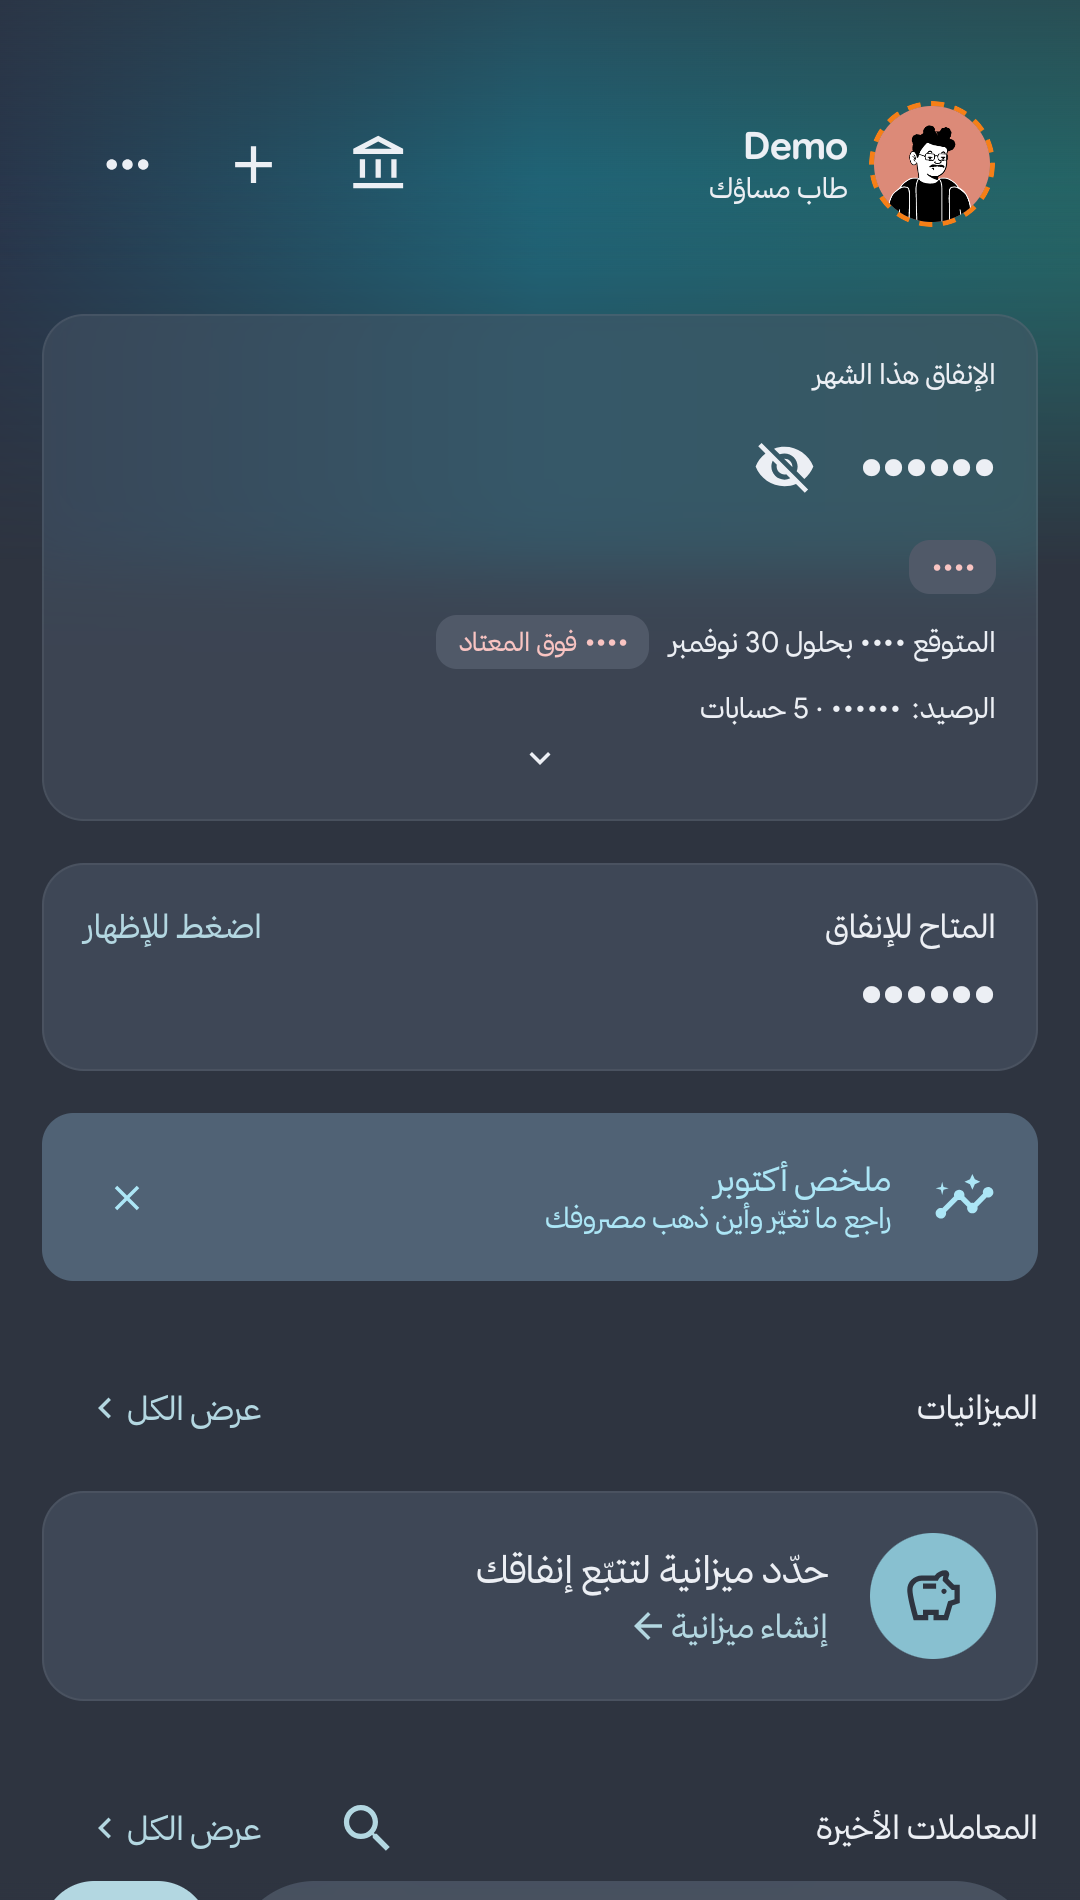 Demo
طاب مساؤك
الإنفاق هذا الشهر
••••••
••••
المتوقع •••• بحلول 30 نوفمبر
•••• فوق المعتاد
الرصيد: •••••• · 5 حسابات
المتاح للإنفاق
اضغط للإظهار
••••••
ملخص أكتوبر
راجع ما تغيّر وأين ذهب مصروفك
الميزانيات
عرض الكل
حدّد ميزانية لتتبّع إنفاقك
إنشاء ميزانية ←
المعاملات الأخيرة
عرض الكل